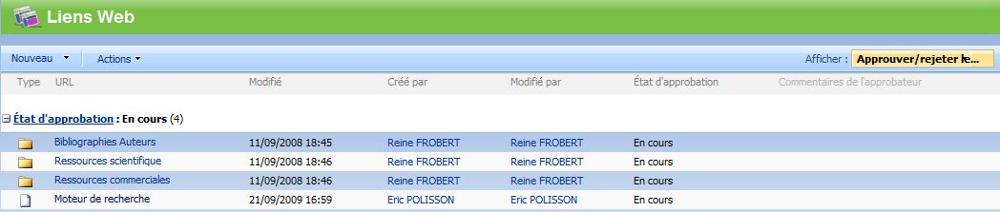 Liens Web
Nouveau Actions Afficher : Approuver/rejeter le...
Type URL Modifié Créé par Modifié par État d'approbation Commentaires de l'approbateur
État d'approbation : En cours (4)
Bibliographies Auteurs 11/09/2008 18:45 Reine FROBERT Reine FROBERT En cours
Ressources scientifique 11/09/2008 18:46 Reine FROBERT Reine FROBERT En cours
Ressources commerciales 11/09/2008 18:46 Reine FROBERT Reine FROBERT En cours
Moteur de recherche 21/09/2009 16:59 Eric POLISSON Eric POLISSON En cours